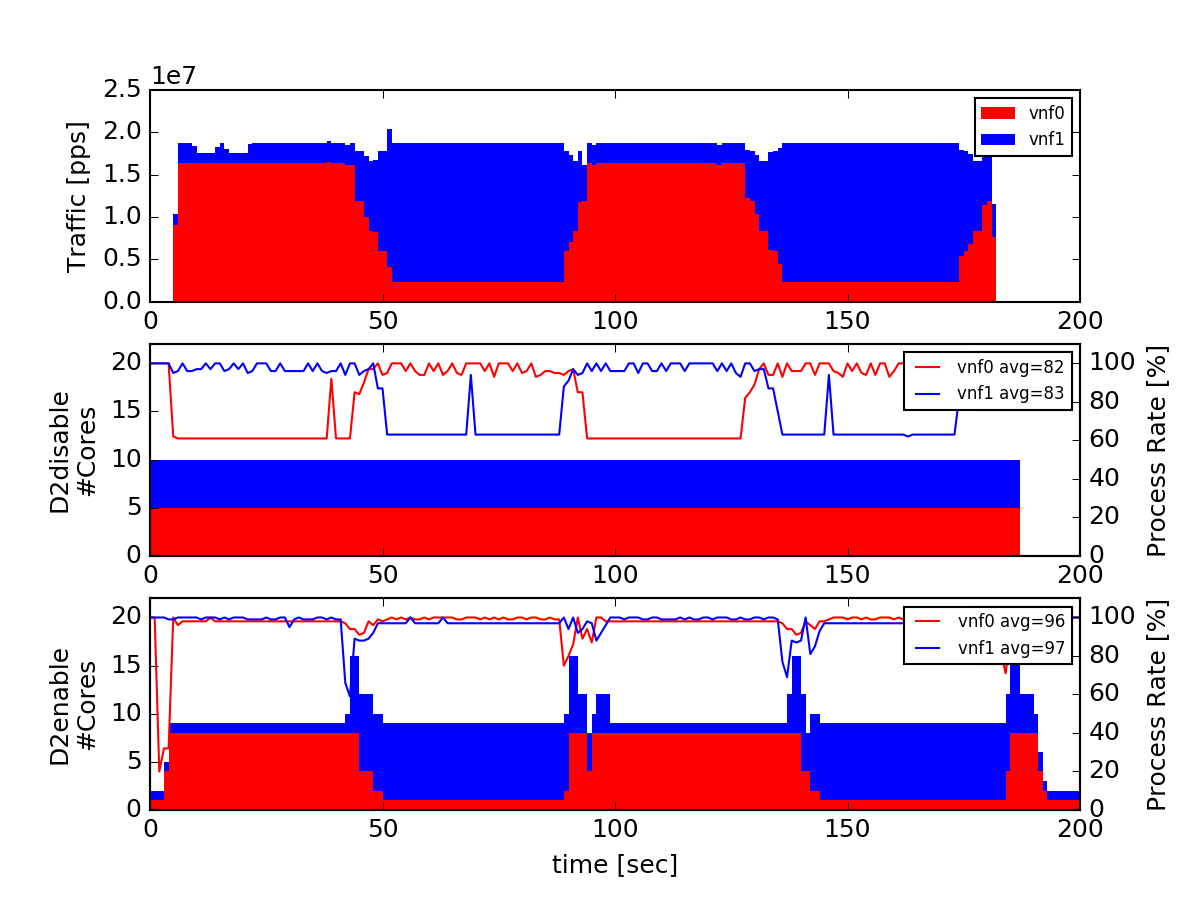 1e7
2.5
2.0
1.5
1.0
0.5
0.0
Traffic [pps]
vnf0
vnf1
0 50 100 150 200
20
15
10
5
0
D2disable
#Cores
vnf0 avg=82
vnf1 avg=83
100
80
60
40
20
0
Process Rate [%]
0 50 100 150 200
20
15
10
5
0
D2enable
#Cores
vnf0 avg=96
vnf1 avg=97
100
80
60
40
20
0
Process Rate [%]
0 50 100 150 200
time [sec]